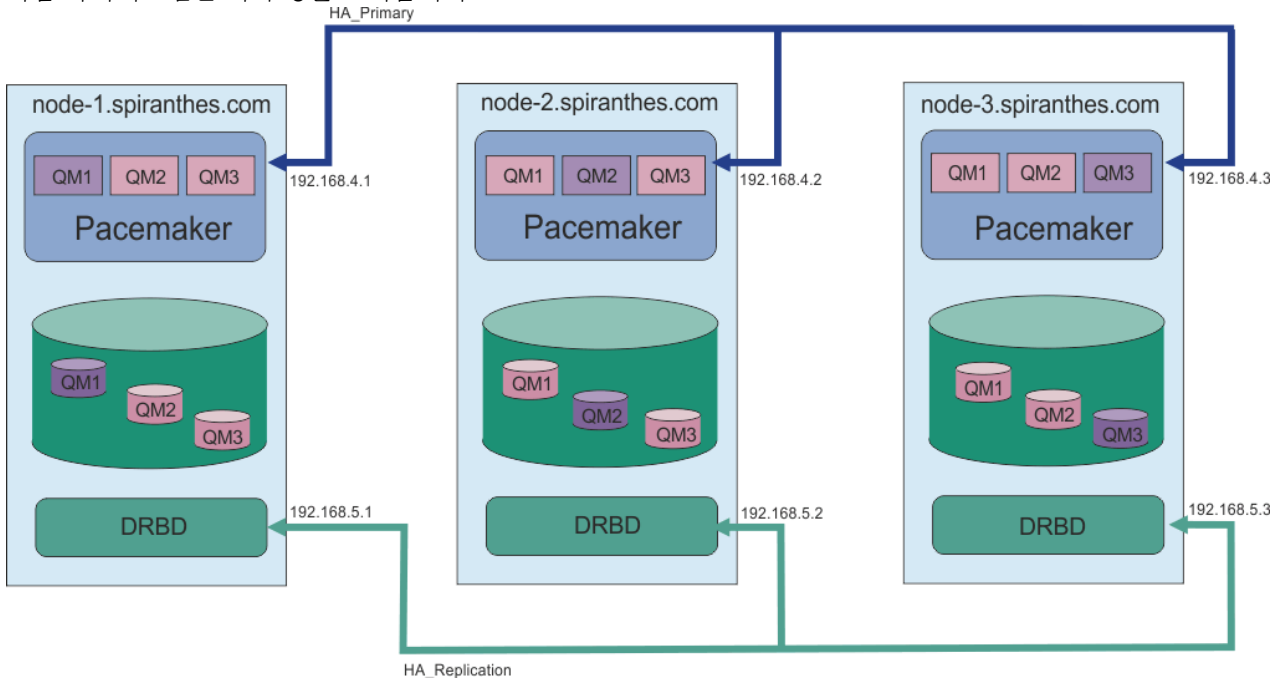 HA_Primary
node-1.spiranthes.com
QM1 QM2 QM3
Pacemaker
192.168.4.1
QM1
QM2
QM3
DRBD
192.168.5.1
node-2.spiranthes.com
QM1 QM2 QM3
Pacemaker
192.168.4.2
QM1
QM2
QM3
DRBD
192.168.5.2
node-3.spiranthes.com
QM1 QM2 QM3
Pacemaker
192.168.4.3
QM1
QM2
QM3
DRBD
192.168.5.3
HA_Replication